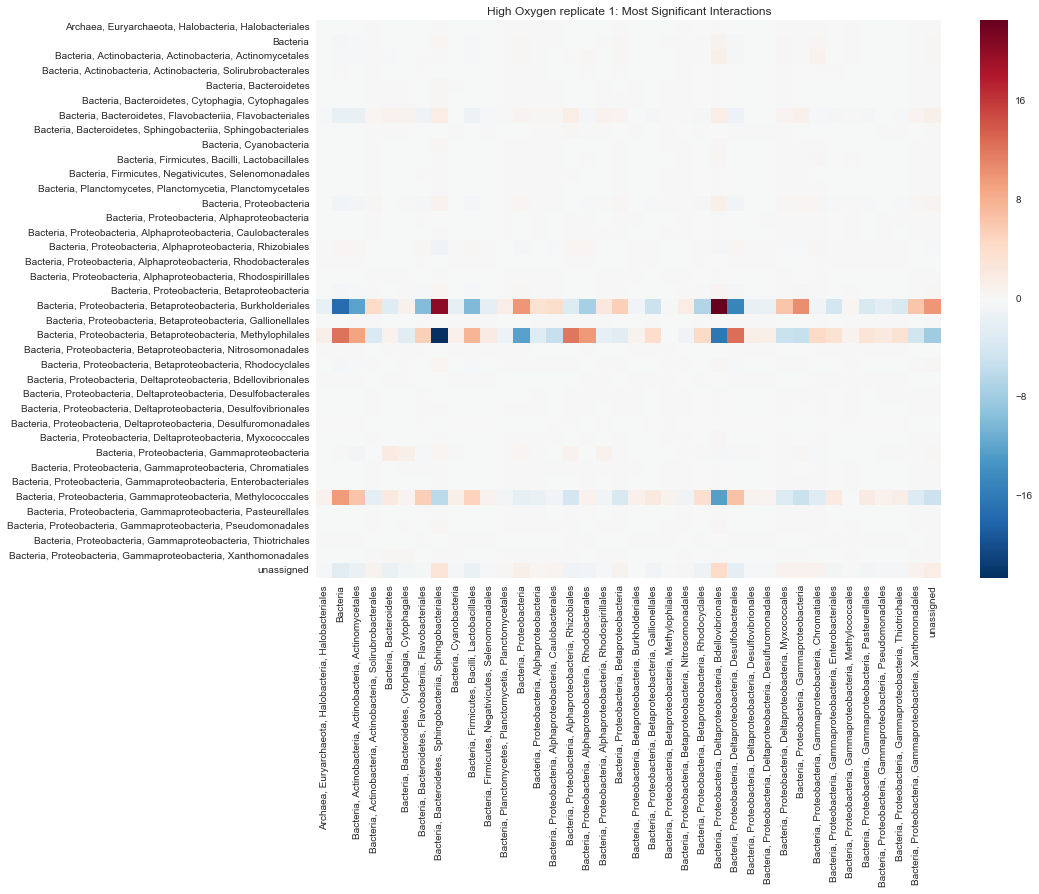 High Oxygen replicate 1: Most Significant Interactions
Archaea, Euryarchaeota, Halobacteria, Halobacteriales
Bacteria
Bacteria, Actinobacteria, Actinobacteria, Actinomycetales
Bacteria, Actinobacteria, Actinobacteria, Solirubrobacterales
Bacteria, Bacteroidetes
Bacteria, Bacteroidetes, Cytophagia, Cytophagales
Bacteria, Bacteroidetes, Flavobacteriia, Flavobacteriales
Bacteria, Bacteroidetes, Sphingobacteriia, Sphingobacteriales
Bacteria, Cyanobacteria
Bacteria, Firmicutes, Bacilli, Lactobacillales
Bacteria, Firmicutes, Negativicutes, Selenomonadales
Bacteria, Planctomycetes, Planctomycetia, Planctomycetales
Bacteria, Proteobacteria
Bacteria, Proteobacteria, Alphaproteobacteria
Bacteria, Proteobacteria, Alphaproteobacteria, Caulobacterales
Bacteria, Proteobacteria, Alphaproteobacteria, Rhizobiales
Bacteria, Proteobacteria, Alphaproteobacteria, Rhodobacterales
Bacteria, Proteobacteria, Alphaproteobacteria, Rhodospirillales
Bacteria, Proteobacteria, Betaproteobacteria
Bacteria, Proteobacteria, Betaproteobacteria, Burkholderiales
Bacteria, Proteobacteria, Betaproteobacteria, Gallionellales
Bacteria, Proteobacteria, Betaproteobacteria, Methylophilales
Bacteria, Proteobacteria, Betaproteobacteria, Nitrosomonadales
Bacteria, Proteobacteria, Betaproteobacteria, Rhodocyclales
Bacteria, Proteobacteria, Deltaproteobacteria, Bdellovibrionales
Bacteria, Proteobacteria, Deltaproteobacteria, Desulfobacterales
Bacteria, Proteobacteria, Deltaproteobacteria, Desulfovibrionales
Bacteria, Proteobacteria, Deltaproteobacteria, Desulfuromonadales
Bacteria, Proteobacteria, Deltaproteobacteria, Myxococcales
Bacteria, Proteobacteria, Gammaproteobacteria
Bacteria, Proteobacteria, Gammaproteobacteria, Chromatiales
Bacteria, Proteobacteria, Gammaproteobacteria, Enterobacteriales
Bacteria, Proteobacteria, Gammaproteobacteria, Methylococcales
Bacteria, Proteobacteria, Gammaproteobacteria, Pasteurellales
Bacteria, Proteobacteria, Gammaproteobacteria, Pseudomonadales
Bacteria, Proteobacteria, Gammaproteobacteria, Thiotrichales
Bacteria, Proteobacteria, Gammaproteobacteria, Xanthomonadales
unassigned
Archaea, Euryarchaeota, Halobacteria, Halobacteriales
Bacteria
Bacteria, Actinobacteria, Actinobacteria, Actinomycetales
Bacteria, Actinobacteria, Actinobacteria, Solirubrobacterales
Bacteria, Bacteroidetes
Bacteria, Bacteroidetes, Cytophagia, Cytophagales
Bacteria, Bacteroidetes, Flavobacteriia, Flavobacteriales
Bacteria, Bacteroidetes, Sphingobacteriia, Sphingobacteriales
Bacteria, Cyanobacteria
Bacteria, Firmicutes, Bacilli, Lactobacillales
Bacteria, Firmicutes, Negativicutes, Selenomonadales
Bacteria, Planctomycetes, Planctomycetia, Planctomycetales
Bacteria, Proteobacteria
Bacteria, Proteobacteria, Alphaproteobacteria
Bacteria, Proteobacteria, Alphaproteobacteria, Caulobacterales
Bacteria, Proteobacteria, Alphaproteobacteria, Rhizobiales
Bacteria, Proteobacteria, Alphaproteobacteria, Rhodobacterales
Bacteria, Proteobacteria, Alphaproteobacteria, Rhodospirillales
Bacteria, Proteobacteria, Betaproteobacteria
Bacteria, Proteobacteria, Betaproteobacteria, Burkholderiales
Bacteria, Proteobacteria, Betaproteobacteria, Gallionellales
Bacteria, Proteobacteria, Betaproteobacteria, Methylophilales
Bacteria, Proteobacteria, Betaproteobacteria, Nitrosomonadales
Bacteria, Proteobacteria, Betaproteobacteria, Rhodocyclales
Bacteria, Proteobacteria, Deltaproteobacteria, Bdellovibrionales
Bacteria, Proteobacteria, Deltaproteobacteria, Desulfobacterales
Bacteria, Proteobacteria, Deltaproteobacteria, Desulfovibrionales
Bacteria, Proteobacteria, Deltaproteobacteria, Desulfuromonadales
Bacteria, Proteobacteria, Deltaproteobacteria, Myxococcales
Bacteria, Proteobacteria, Gammaproteobacteria
Bacteria, Proteobacteria, Gammaproteobacteria, Chromatiales
Bacteria, Proteobacteria, Gammaproteobacteria, Enterobacteriales
Bacteria, Proteobacteria, Gammaproteobacteria, Methylococcales
Bacteria, Proteobacteria, Gammaproteobacteria, Pasteurellales
Bacteria, Proteobacteria, Gammaproteobacteria, Pseudomonadales
Bacteria, Proteobacteria, Gammaproteobacteria, Thiotrichales
Bacteria, Proteobacteria, Gammaproteobacteria, Xanthomonadales
unassigned
16
8
0
−8
−16